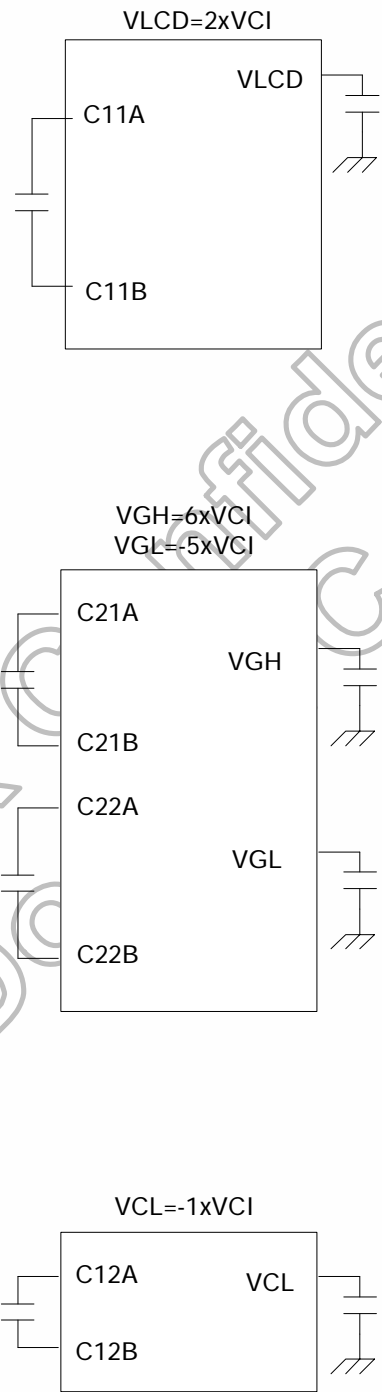 VLCD=2xVCI
VLCD
C11A
C11B
VGH=6xVCI
VGL=-5xVCI
C21A
VGH
C21B
C22A
VGL
C22B
VCL=-1xVCI
C12A
VCL
C12B